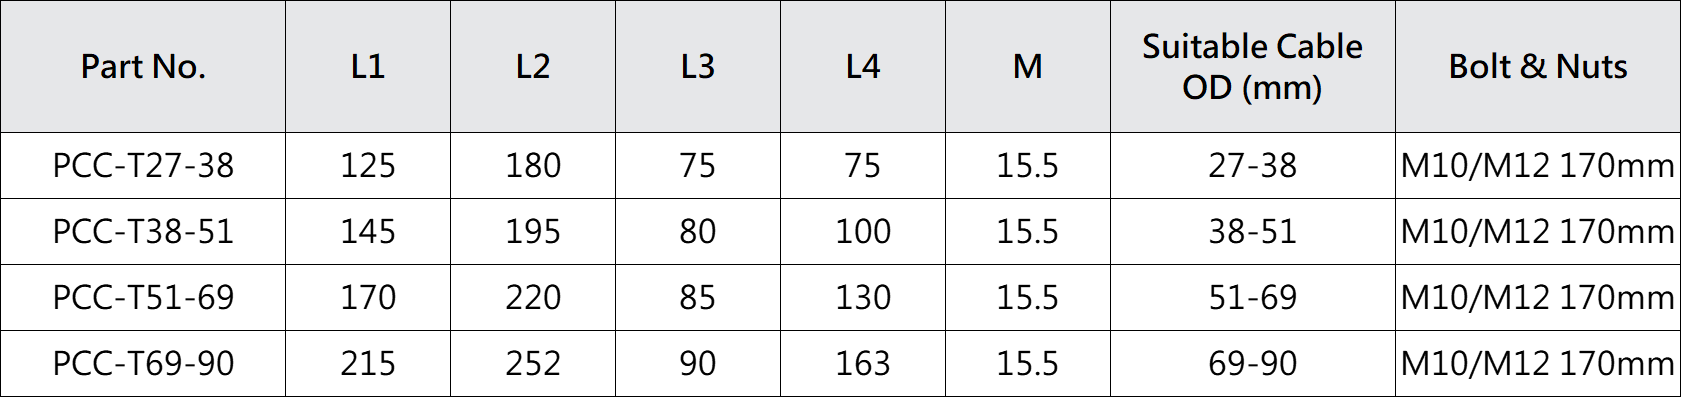 Part No. L1 L2 L3 L4 M Suitable Cable OD (mm) Bolt & Nuts
PCC-T27-38 125 180 75 75 15.5 27-38 M10/M12 170mm
PCC-T38-51 145 195 80 100 15.5 38-51 M10/M12 170mm
PCC-T51-69 170 220 85 130 15.5 51-69 M10/M12 170mm
PCC-T69-90 215 252 90 163 15.5 69-90 M10/M12 170mm